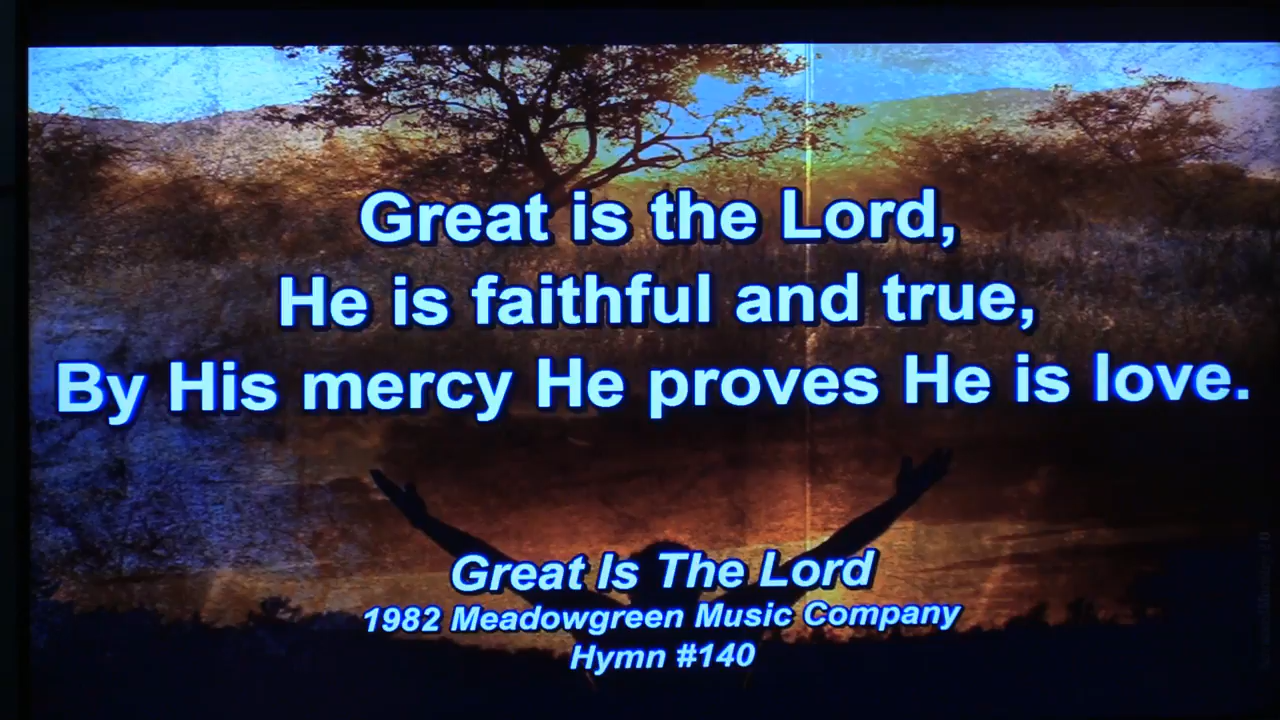 Great is the Lord,
He is faithful and true,
By His mercy He proves He is love.
Great Is The Lord
1982 Meadowgreen Music Company
Hymn #140